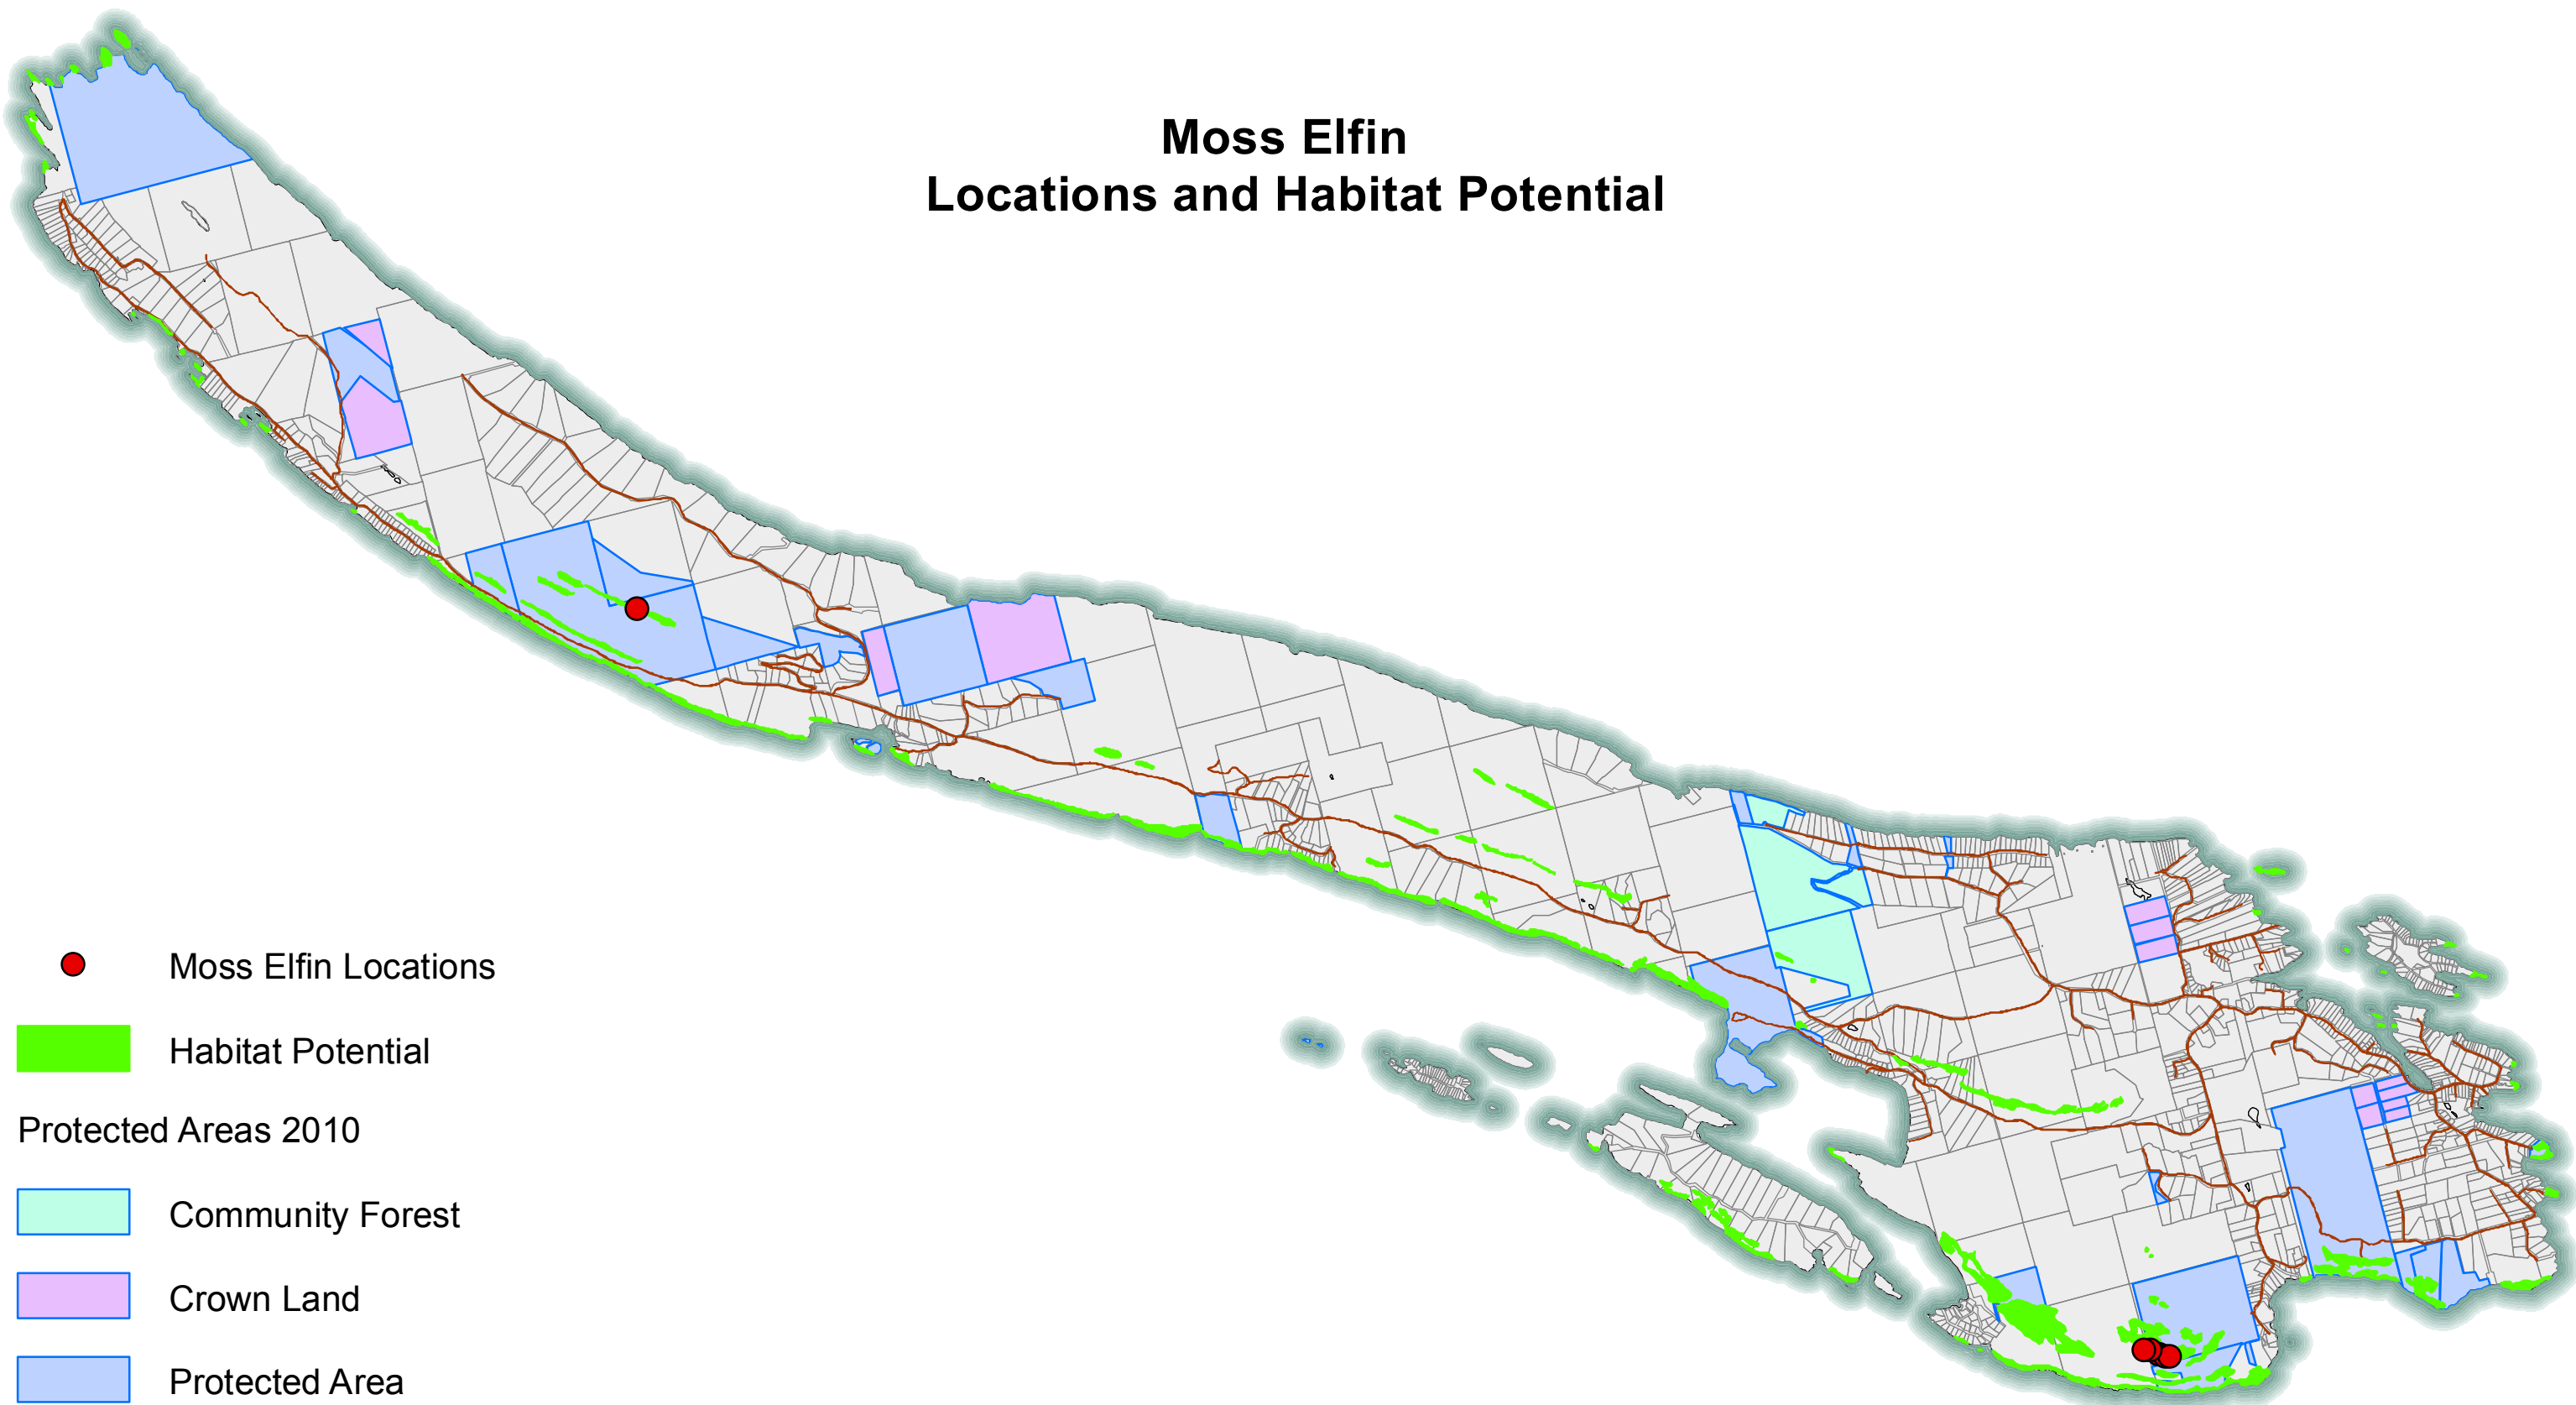 Moss Elfin
Locations and Habitat Potential
Moss Elfin Locations
Habitat Potential
Protected Areas 2010
Community Forest
Crown Land
Protected Area